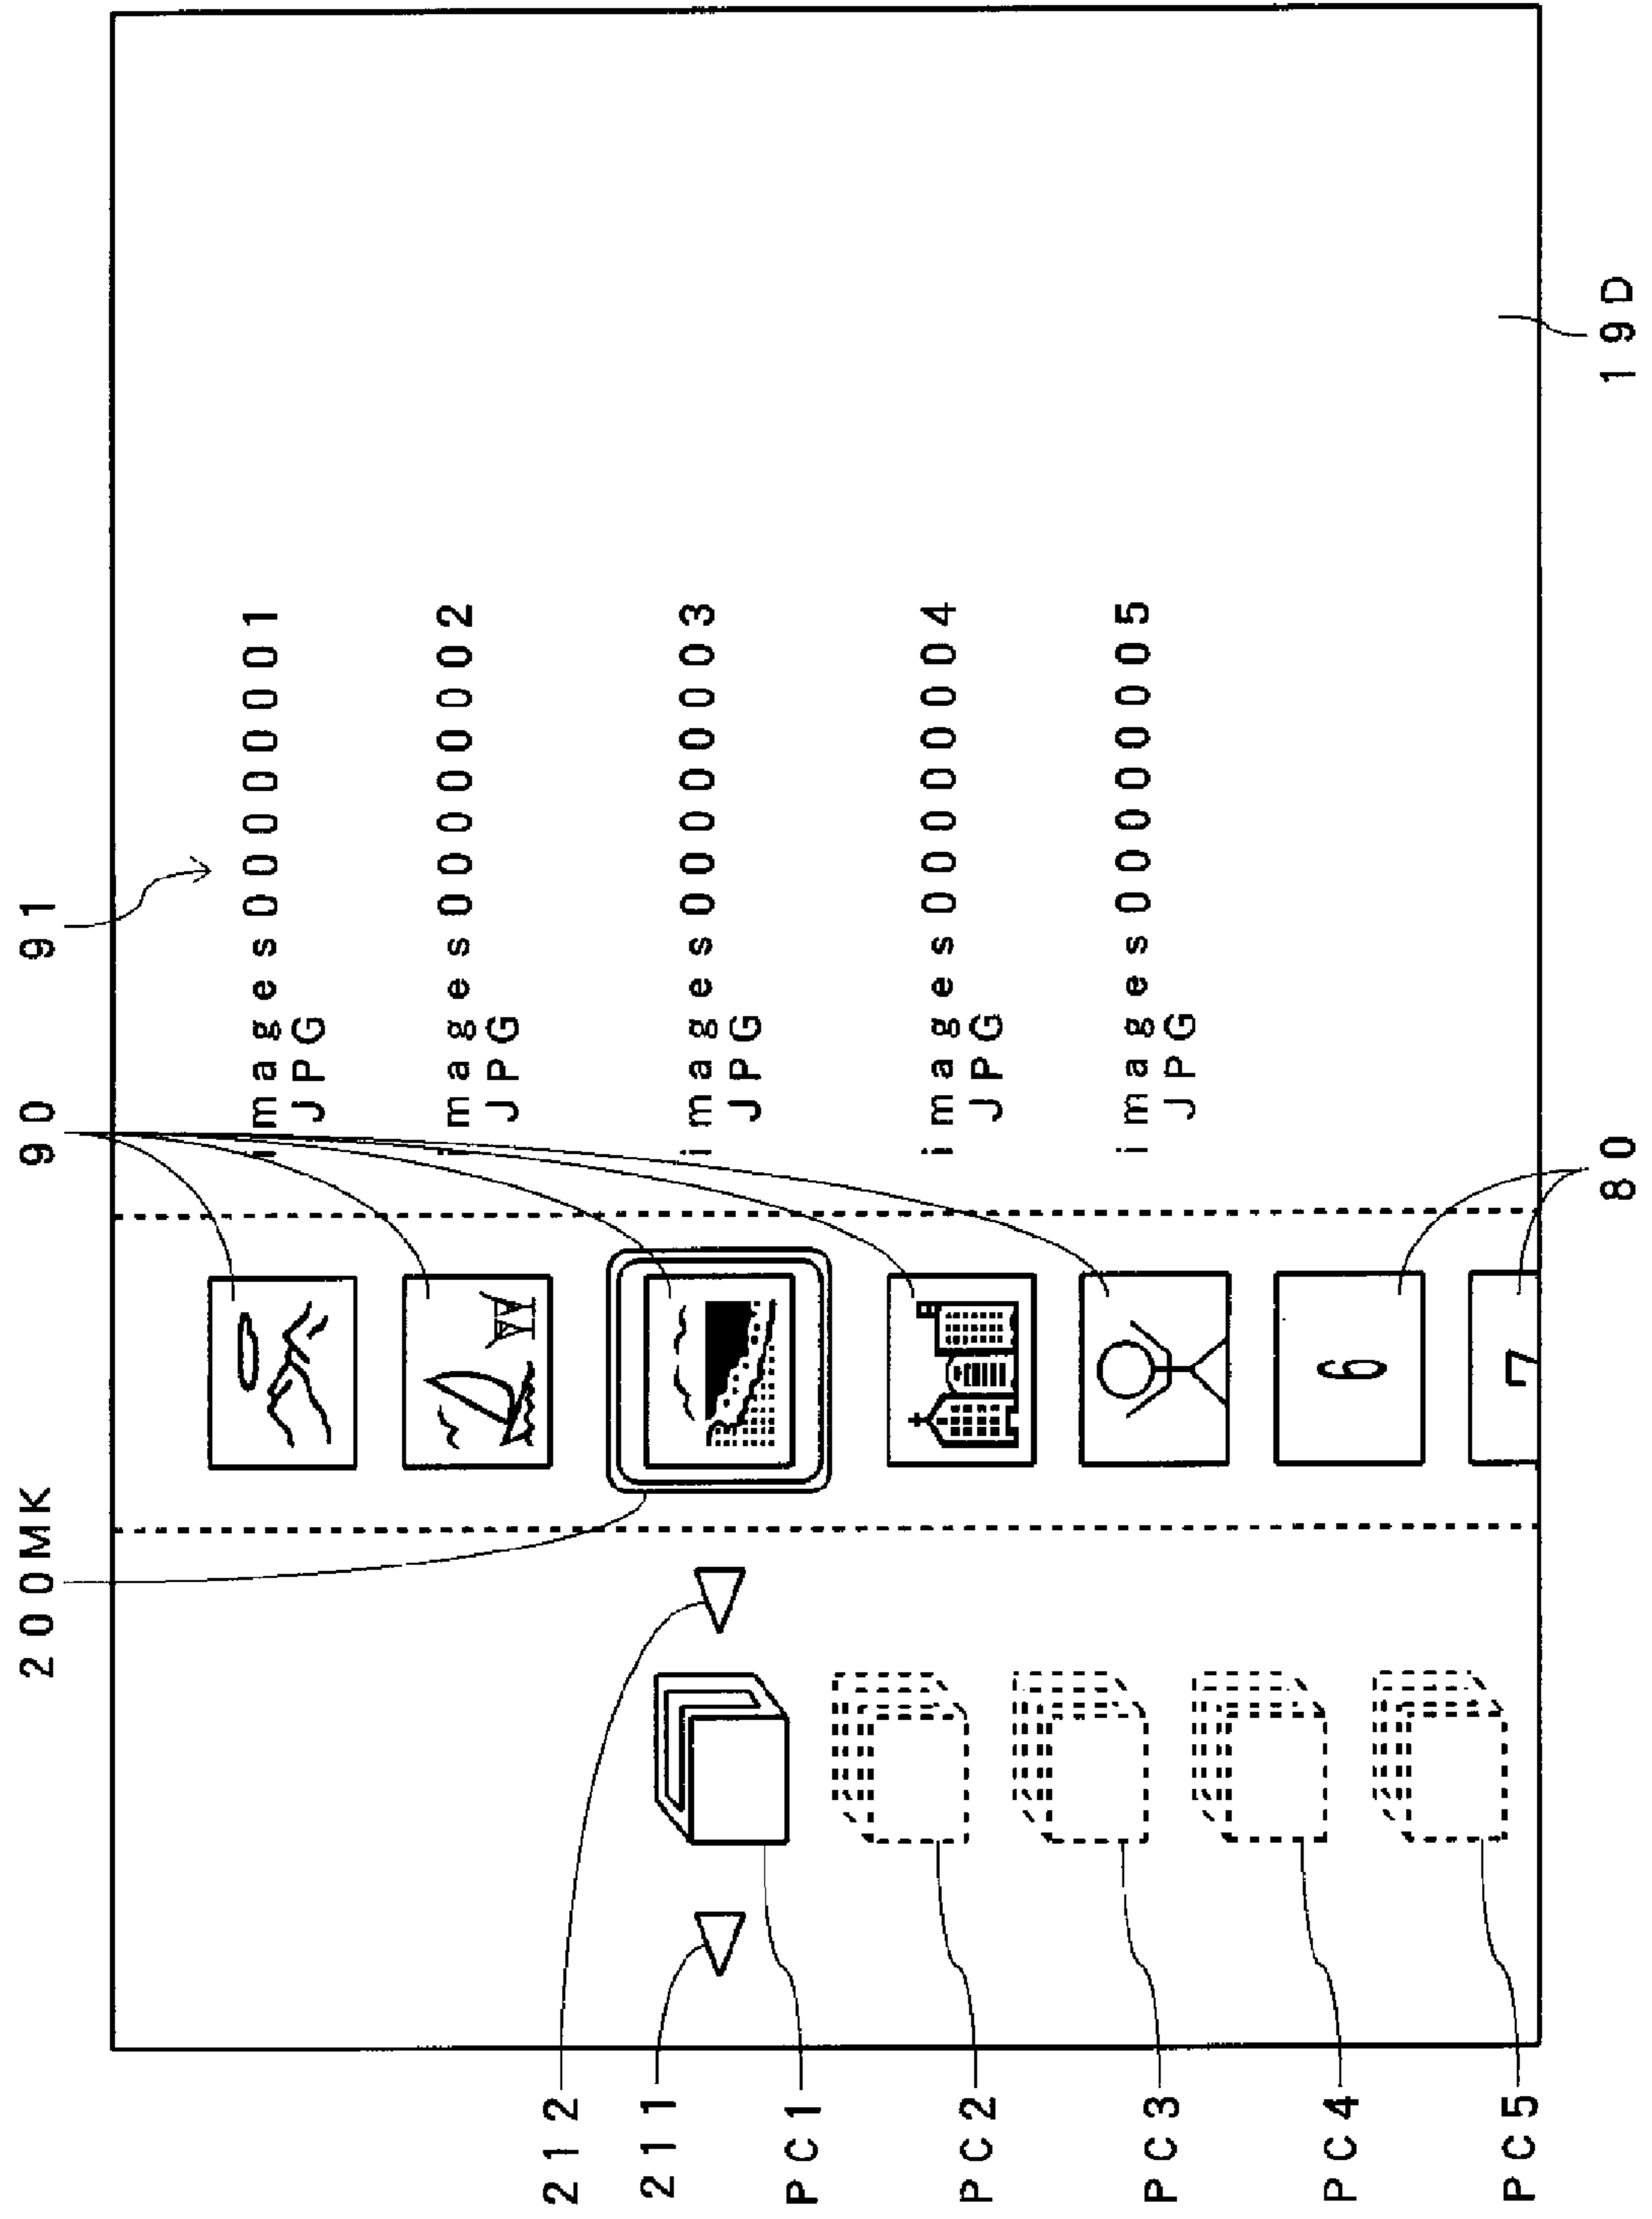 200MK
90
91
212
211
PC1
PC2
PC3
PC4
PC5
images00000001
JPG
images00000002
JPG
images00000003
JPG
images00000004
JPG
images00000005
JPG
6
7
80
19D